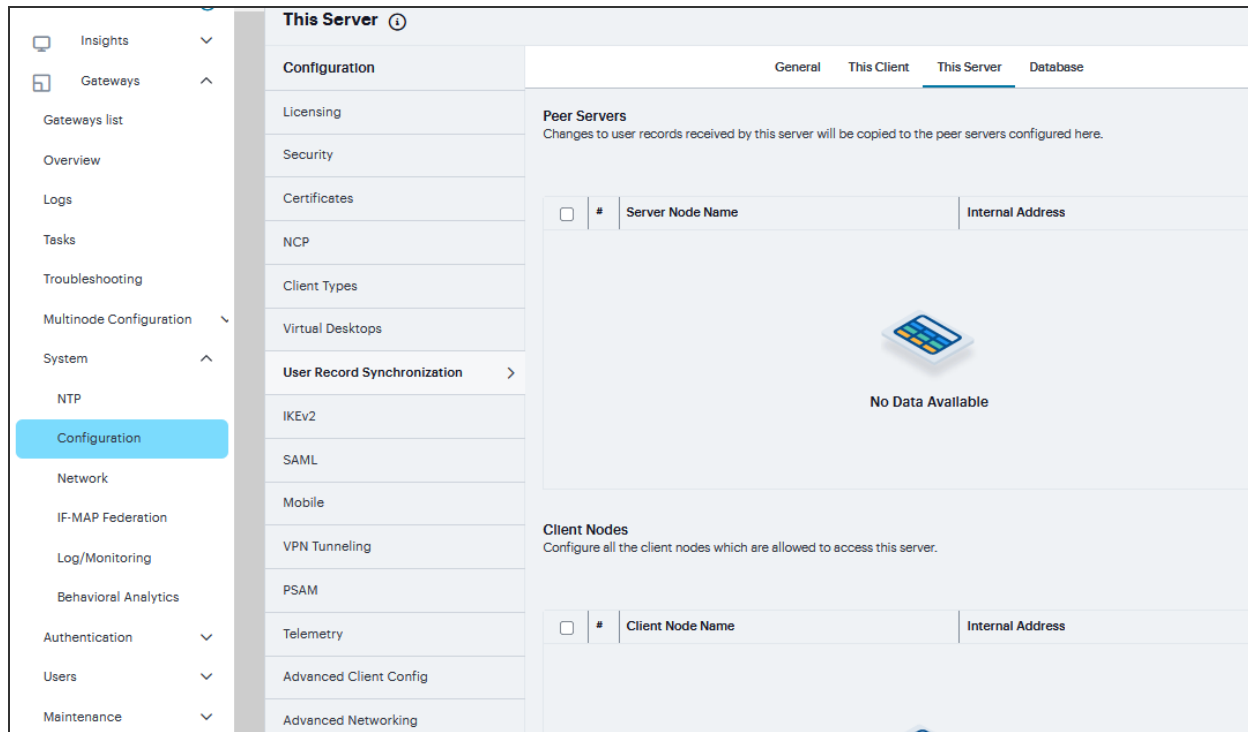 Insights
Gateways
Gateways list
Overview
Logs
Tasks
Troubleshooting
Multinode Configuration
System
NTP
Configuration
Network
IF-MAP Federation
Log/Monitoring
Behavioral Analytics
Authentication
Users
Maintenance
This Server
Configuration
Licensing
Security
Certificates
NCP
Client Types
Virtual Desktops
User Record Synchronization
IKEv2
SAML
Mobile
VPN Tunneling
PSAM
Telemetry
Advanced Client Config
Advanced Networking
General This Client This Server Database
Peer Servers
Changes to user records received by this server will be copied to the peer servers configured here.
# Server Node Name Internal Address
No Data Available
Client Nodes
Configure all the client nodes which are allowed to access this server.
# Client Node Name Internal Address